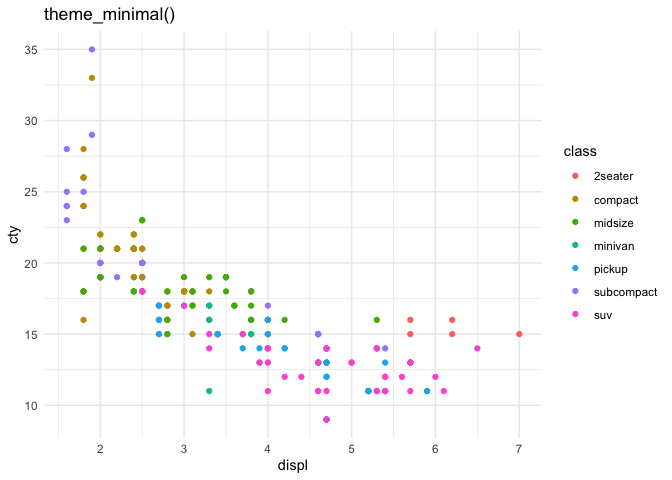 theme_minimal()
35
30
25
20
15
10
cty
2 3 4 5 6 7
displ
class
2seater
compact
midsize
minivan
pickup
subcompact
suv